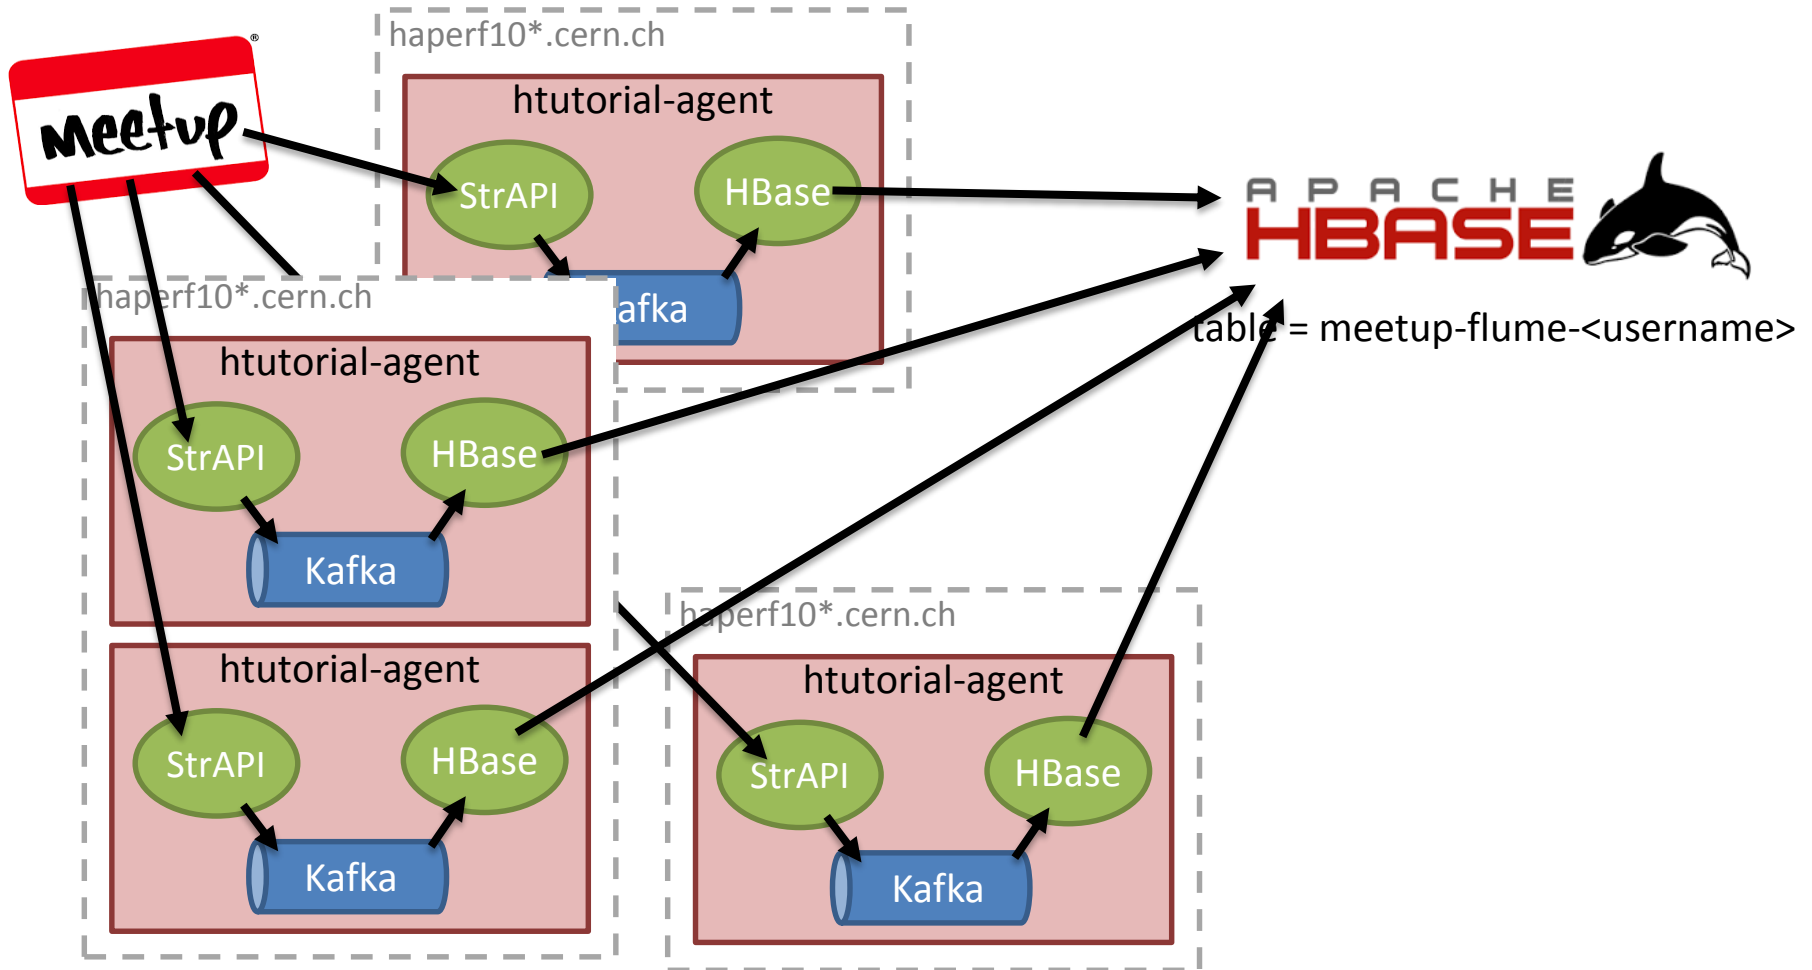 meetup®
haperf10*.cern.ch
htutorial-agent
StrAPI
HBase
afka
APACHE
HBASE
table = meetup-flume-<username>
haperf10*.cern.ch
htutorial-agent
StrAPI
HBase
Kafka
htutorial-agent
StrAPI
HBase
Kafka
haperf10*.cern.ch
htutorial-agent
StrAPI
HBase
Kafka